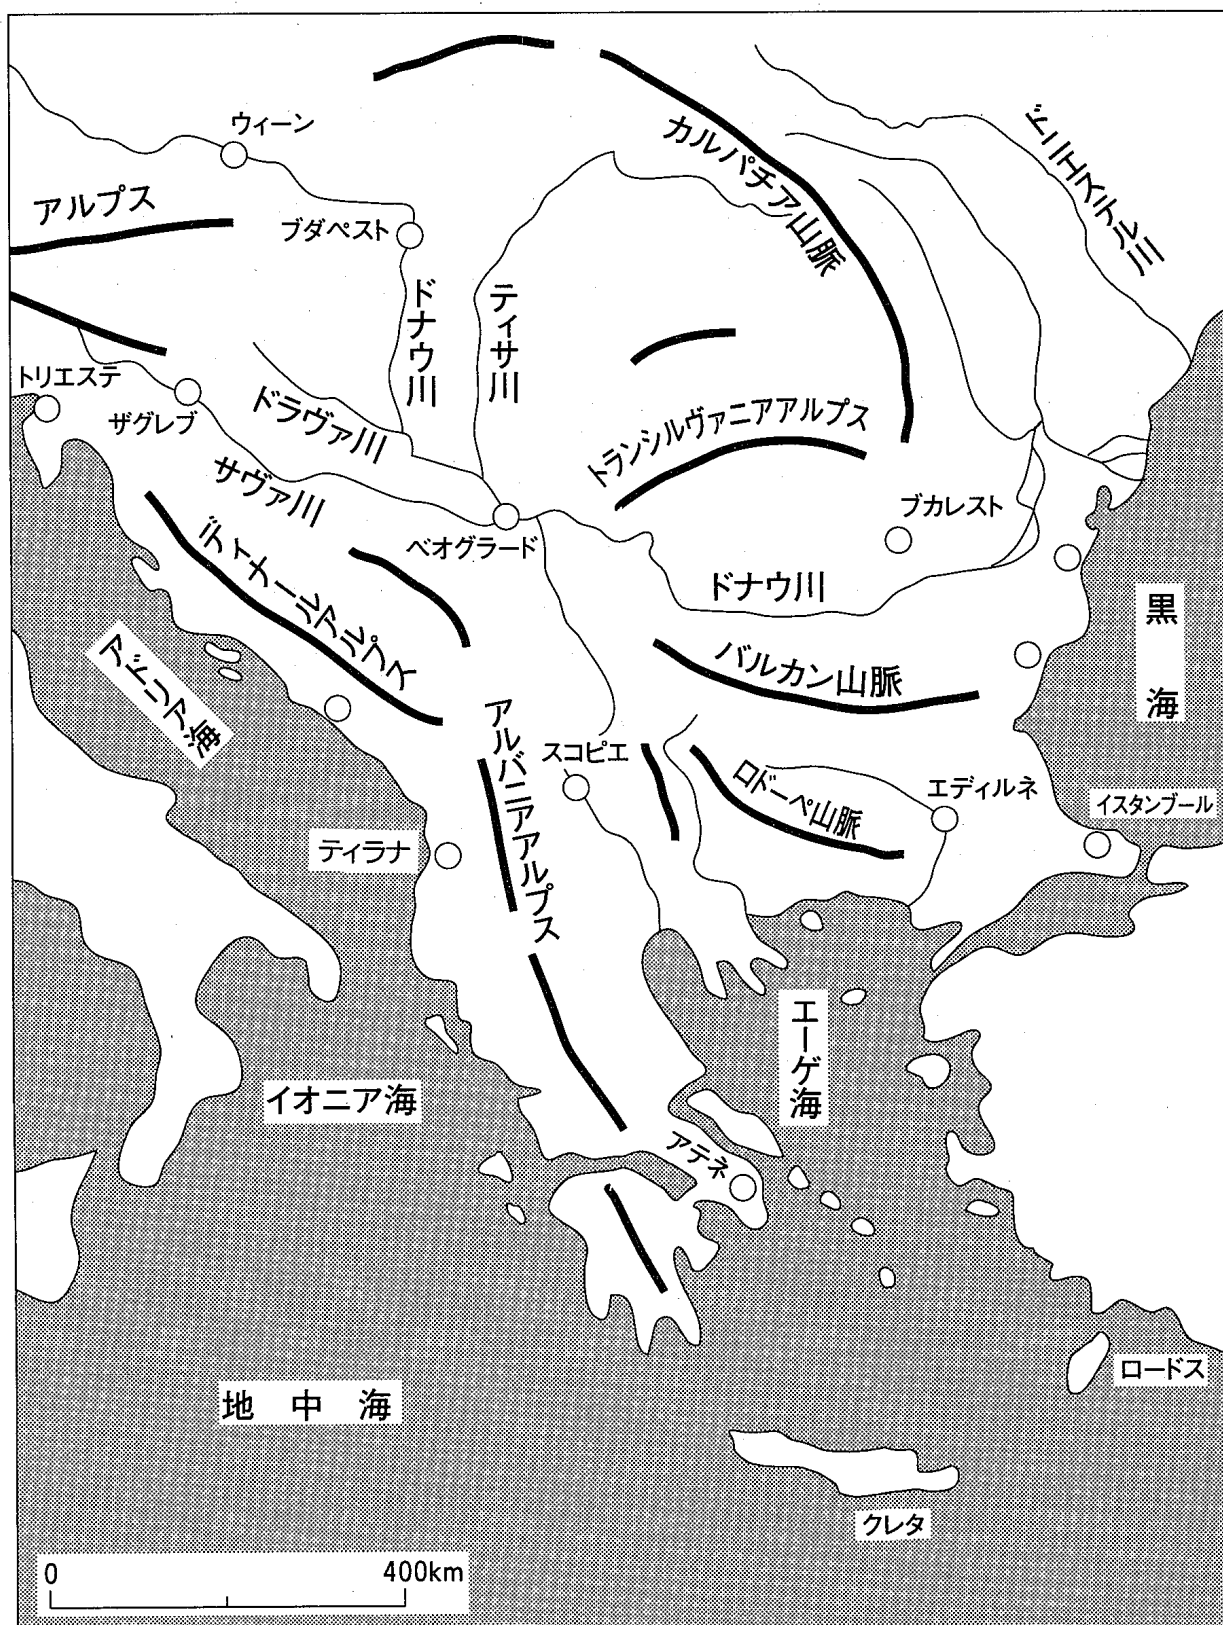 ウィーン
カルパチア山脈
ドニエステル川
アルプス
ブダペスト
ドナウ川
ティサ川
トリエステ
ザグレブ
ドラヴァ川
トランシルヴァニアアルプス
サヴァ川
ベオグラード
ブカレスト
ディナールアルプス
ドナウ川
黒海
アドリア海
バルカン山脈
アルバニアアルプス
スコピエ
ロドーペ山脈
エディルネ
イスタンブール
ティラナ
エーゲ海
イオニア海
アテネ
ロードス
地中海
クレタ
0 400km